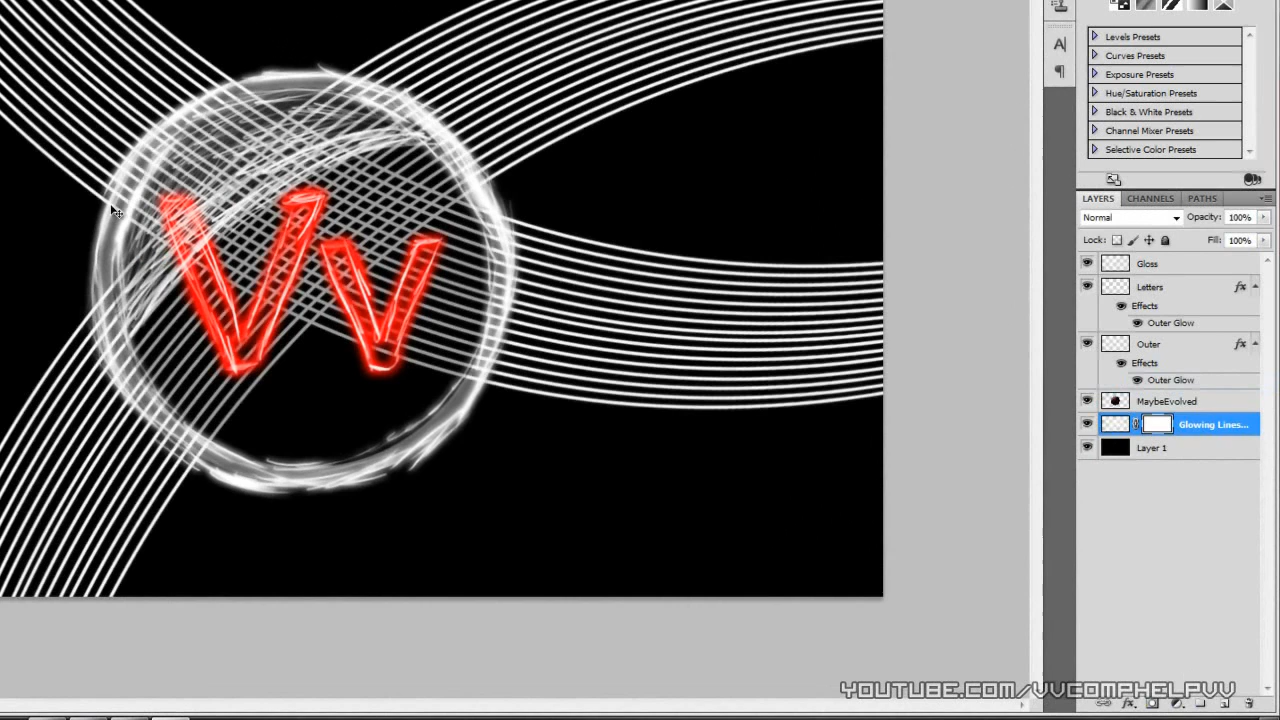 Levels Presets
Curves Presets
Exposure Presets
Hue/Saturation Presets
Black & White Presets
Channel Mixer Presets
Selective Color Presets
LAYERS CHANNELS PATHS
Normal Opacity: 100%
Lock: Fill: 100%
Gloss
Letters fx
Effects
Outer Glow
Outer fx
Effects
Outer Glow
MaybeEvolved
Glowing Lines...
Layer 1
Vv
YOUTUBE.COM/VVCOMPHELPVV